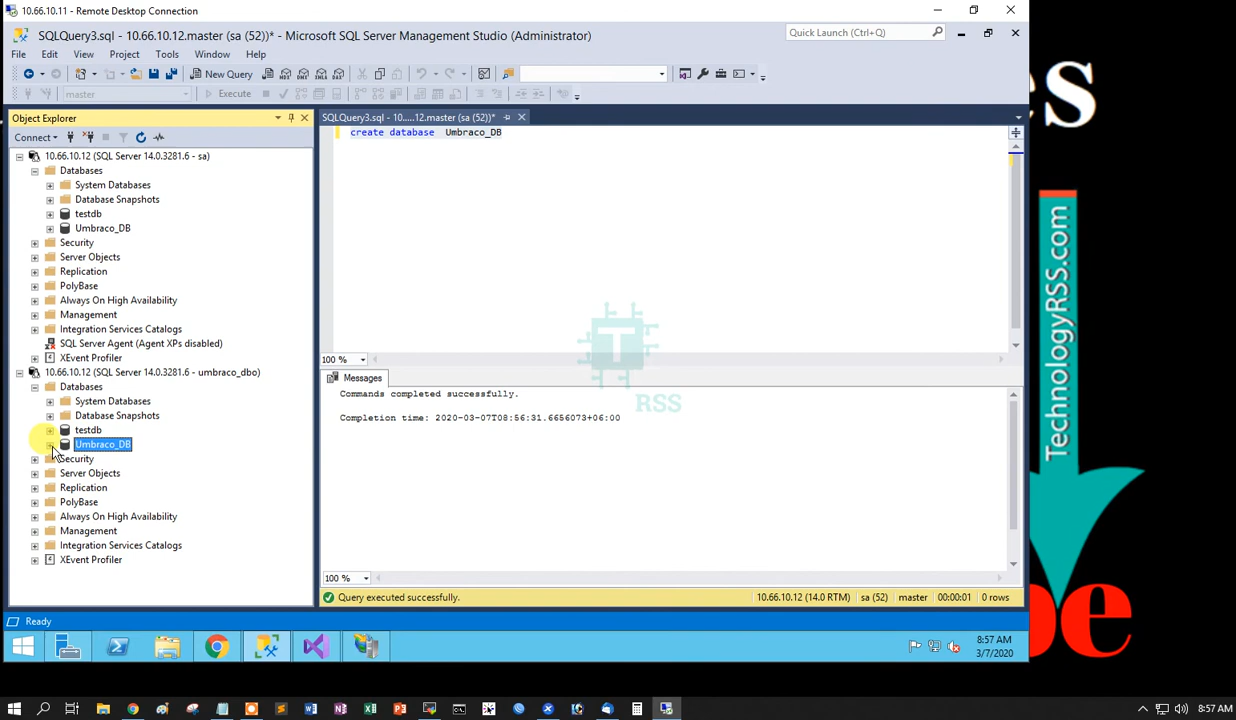 10.66.10.11 - Remote Desktop Connection
es
SQLQuery3.sql - 10.66.10.12.master (sa (52))* - Microsoft SQL Server Management Studio (Administrator)
Quick Launch (Ctrl+Q)
File Edit View Project Tools Window Help
New Query
master Execute
Object Explorer
SQLQuery3.sql - 10.....12.master (sa (52))*
Connect
create database Umbraco_DB
10.66.10.12 (SQL Server 14.0.3281.6 - sa)
Databases
System Databases
Database Snapshots
testdb
Umbraco_DB
Security
Server Objects
Replication
PolyBase
Always On High Availability
Management
Integration Services Catalogs
SQL Server Agent (Agent XPs disabled)
XEvent Profiler
10.66.10.12 (SQL Server 14.0.3281.6 - umbraco_dbo)
Databases
System Databases
Database Snapshots
testdb
Umbraco_DB
Security
Server Objects
Replication
PolyBase
Always On High Availability
Management
Integration Services Catalogs
XEvent Profiler
100 %
Messages
Commands completed successfully.
Completion time: 2020-03-07T08:56:31.6656073+06:00
T
RSS
100 %
Query executed successfully.
10.66.10.12 (14.0 RTM) sa (52) master 00:00:01 0 rows
Ready
8:57 AM
3/7/2020
TechnologyRSS.com
be
8:57 AM